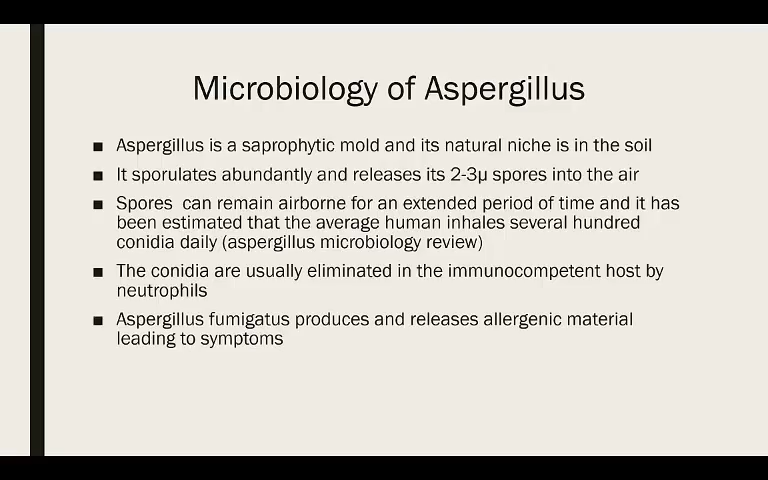 Microbiology of Aspergillus
■ Aspergillus is a saprophytic mold and its natural niche is in the soil
■ It sporulates abundantly and releases its 2-3µ spores into the air
■ Spores  can remain airborne for an extended period of time and it has
been estimated that the average human inhales several hundred
conidia daily (aspergillus microbiology review)
■ The conidia are usually eliminated in the immunocompetent host by
neutrophils
■ Aspergillus fumigatus produces and releases allergenic material
leading to symptoms